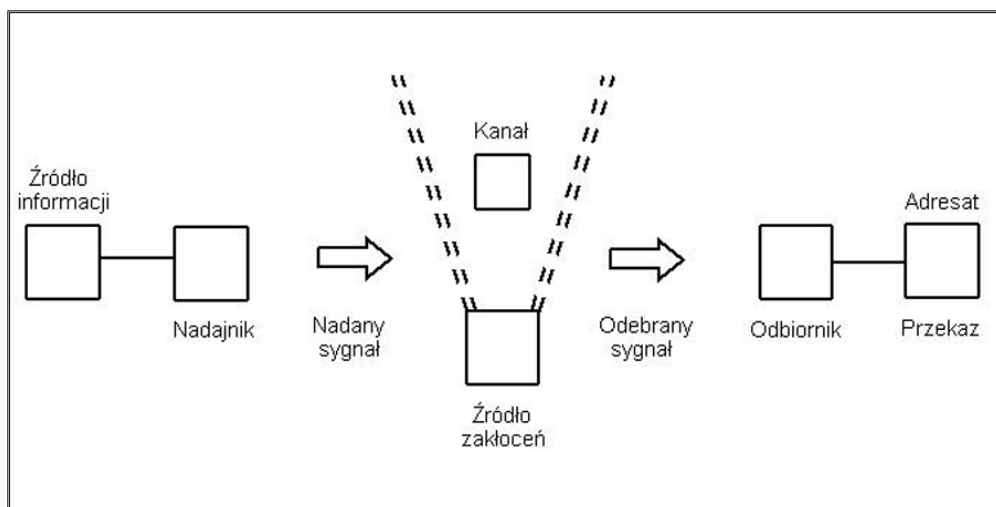 Źródło
informacji
Nadajnik
Nadany
sygnał
Kanał
Źródło
zakłoceń
Odebrany
sygnał
Odbiornik
Adresat
Przekaz